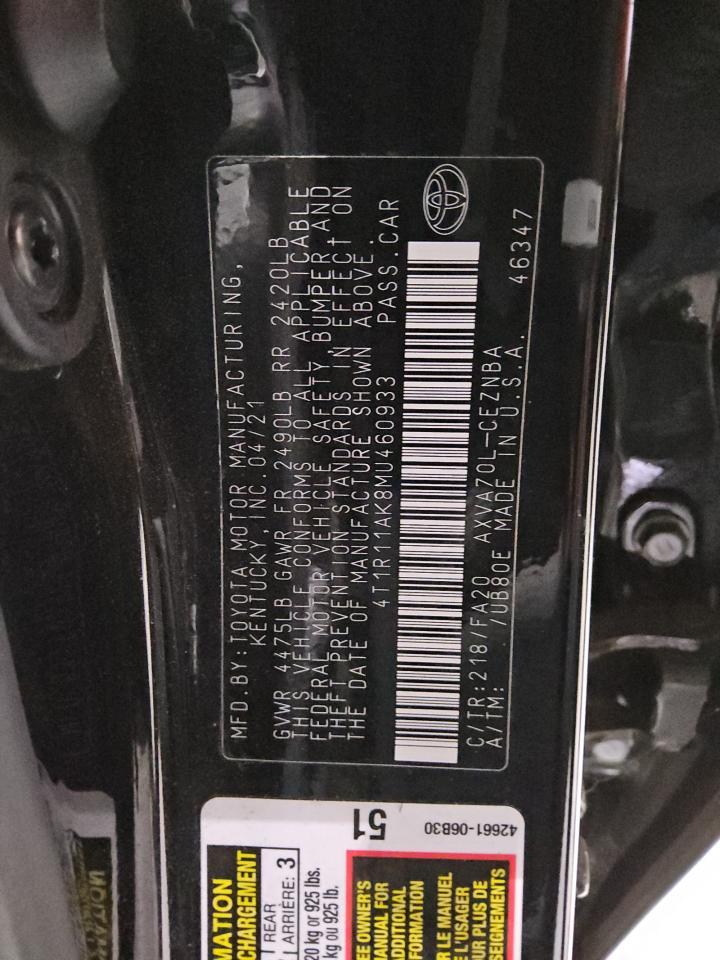 MFD.BY:TOYOTA MOTOR MANUFACTURING,
KENTUCKY, INC.04/21
GVWR 4475LB GAWR FR 2490LB RR 2420LB
THIS VEHICLE CONFORMS TO ALL APPLICABLE
FEDERAL MOTOR VEHICLE SAFETY, BUMPER, AND
THEFT PREVENTION STANDARDS IN EFFECT ON
THE DATE OF MANUFACTURE SHOWN ABOVE.
4T1R11AK8MU460933 PASS.CAR
C/TR:218/FA20 AXVA70L-CEZNBA
A/TM: /UB80E MADE IN U.S.A. 46347
51
42661-06B30
MATION
CHARGEMENT
REAR
ARRIÈRE: 3
20 kg or 925 lbs.
kg ou 925 lb.
EE OWNER'S
MANUAL FOR
ADDITIONAL
FORMATION
R LE MANUEL
E L'USAGER
UR PLUS DE
SEIGNEMENTS